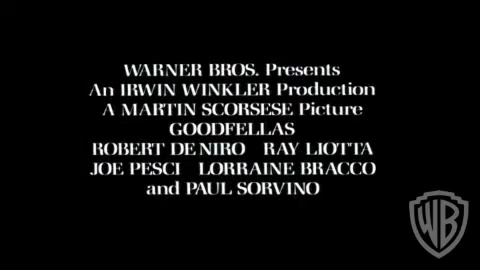 WARNER BROS. Presents
An IRWIN WINKLER Production
A MARTIN SCORSESE Picture
GOODFELLAS
ROBERT DE NIRO RAY LIOTTA
JOE PESCI LORRAINE BRACCO
and PAUL SORVINO
WB